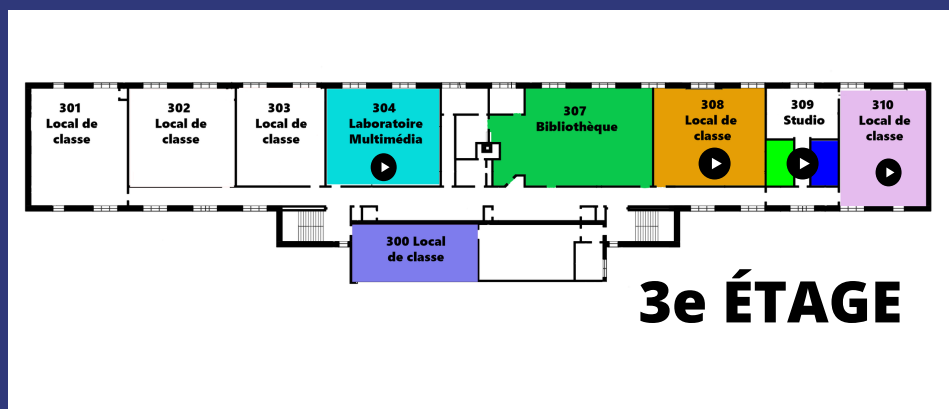 301
Local de
classe
302
Local de
classe
303
Local de
classe
304
Laboratoire
Multimédia
307
Bibliothèque
308
Local de
classe
309
Studio
310
Local de
classe
300 Local
de classe
3e ÉTAGE